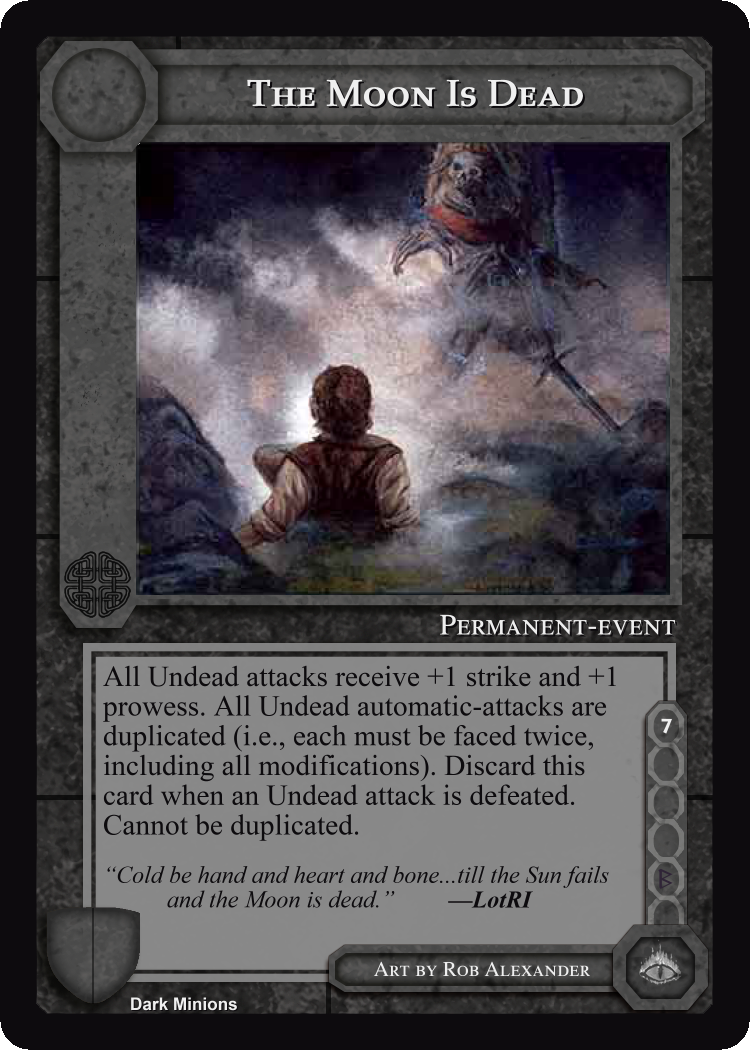 The Moon Is Dead
Permanent-event
All Undead attacks receive +1 strike and +1
prowess. All Undead automatic-attacks are
duplicated (i.e., each must be faced twice,
including all modifications). Discard this
card when an Undead attack is defeated.
Cannot be duplicated.
7
“Cold be hand and heart and bone...till the Sun fails
and the Moon is dead.” —LotRI
B
Art by Rob Alexander
Dark Minions